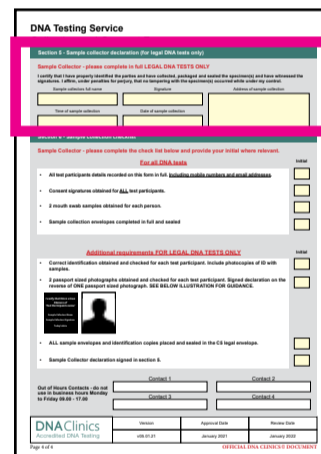 DNA Testing Service
Section 5 - Sample collector declaration (for legal DNA tests only)
Sample Collector - please complete in full LEGAL DNA TESTS ONLY
I certify that I have properly identified the parties and have collected, packaged and sealed the specimen(s) and have witnessed the
signatures. I affirm, under penalties for perjury, that no tampering with the specimen(s) occurred while under my control.
Sample collectors full name Signature Address of sample collection
Time of sample collection Date of sample collection
Sample Collector - please complete the check list below and provide your initial where relevant.
For all DNA tests Initial
• All test participants details recorded on this form in full, including mobile numbers and email addresses.
• Consent signatures obtained for ALL test participants.
• 2 mouth swab samples obtained for each person.
• Sample collection envelopes completed in full and sealed
Additional requirements FOR LEGAL DNA TESTS ONLY Initial
• Correct identification obtained and checked for each test participant. Include photocopies of ID with
samples.
• 2 passport sized photographs obtained and checked for each test participant. Signed declaration on the
reverse of ONE passport sized photograph. SEE BELOW ILLUSTRATION FOR GUIDANCE.
• ALL sample envelopes and identification copies placed and sealed in the CS legal envelope.
• Sample Collector declaration signed in section 5.
Contact 1 Contact 2
Out of Hours Contacts - do not
use in business hours Monday
to Friday 09.00 - 17.00
Contact 3 Contact 4
DNAClinics
Accredited DNA Testing
Version Approval Date Review Date
v09.01.21 January 2021 January 2022
Page 4 of 4 OFFICIAL DNA CLINICS DOCUMENT